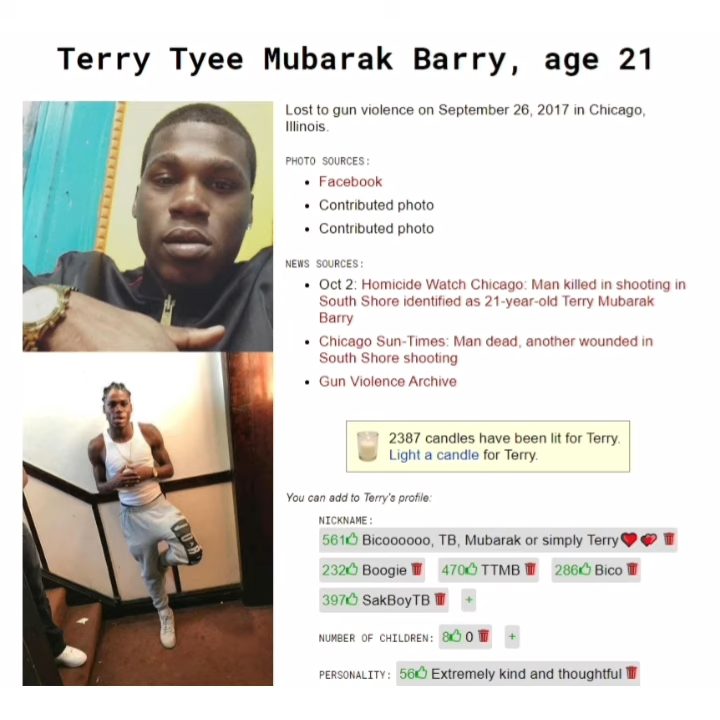 Terry Tyee Mubarak Barry, age 21
Lost to gun violence on September 26, 2017 in Chicago,
Illinois.
PHOTO SOURCES:
• Facebook
• Contributed photo
• Contributed photo
NEWS SOURCES:
• Oct 2: Homicide Watch Chicago: Man killed in shooting in
South Shore identified as 21-year-old Terry Mubarak
Barry
• Chicago Sun-Times: Man dead, another wounded in
South Shore shooting
• Gun Violence Archive
2387 candles have been lit for Terry.
Light a candle for Terry.
You can add to Terry's profile:
NICKNAME:
561 Bicoooooo, TB, Mubarak or simply Terry
232 Boogie 470 TTMB 286 Bico
397 SakBoyTB +
NUMBER OF CHILDREN: 8 0 +
PERSONALITY: 56 Extremely kind and thoughtful